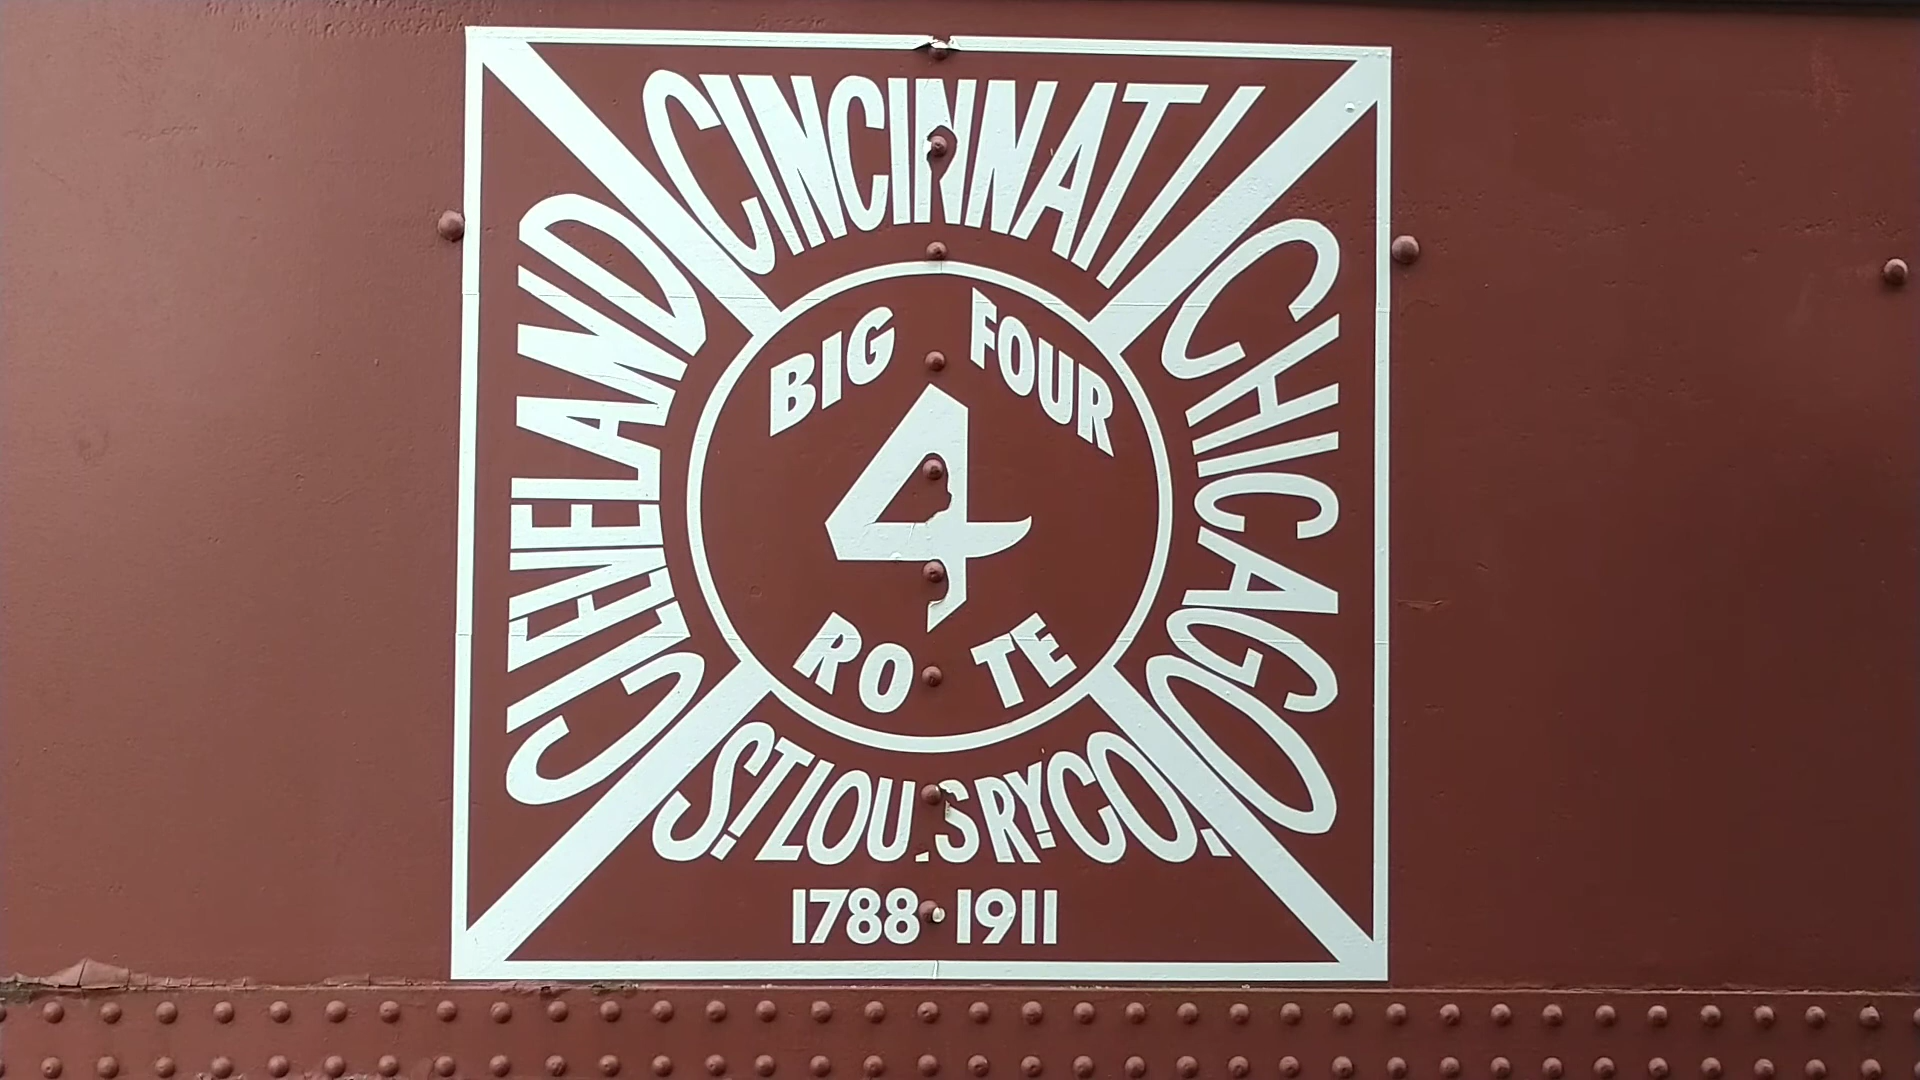 CLEVELAND
CINCINNATI
CHICAGO
ST. LOU.S RY. CO.
BIG FOUR
4
RO TE
1788·1911